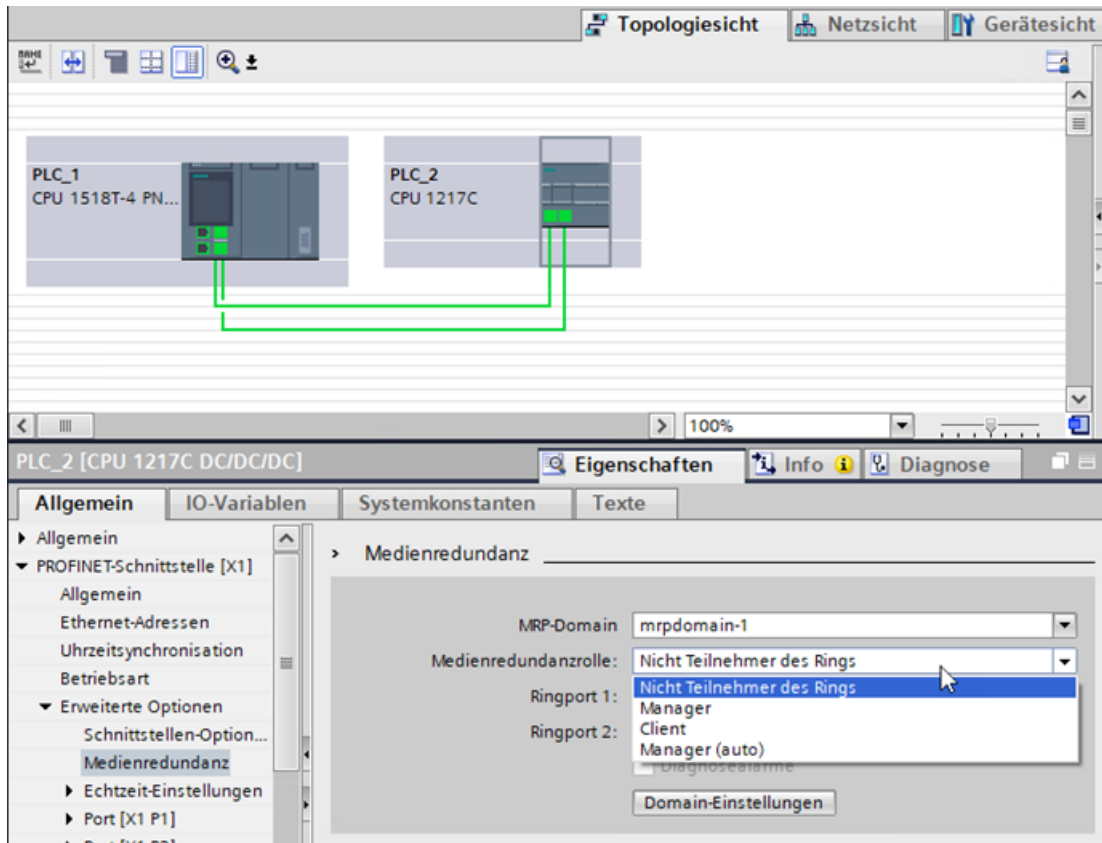 Topologiesicht Netzsicht Gerätesicht
PLC_1
CPU 1518T-4 PN...
PLC_2
CPU 1217C
100%
PLC_2 [CPU 1217C DC/DC/DC]
Eigenschaften Info Diagnose
Allgemein IO-Variablen Systemkonstanten Texte
Allgemein
PROFINET-Schnittstelle [X1]
Allgemein
Ethernet-Adressen
Uhrzeitsynchronisation
Betriebsart
Erweiterte Optionen
Schnittstellen-Option...
Medienredundanz
Echtzeit-Einstellungen
Port [X1 P1]
Medienredundanz
MRP-Domain mrpdomain-1
Medienredundanzrolle: Nicht Teilnehmer des Rings
Ringport 1:
Ringport 2:
Nicht Teilnehmer des Rings
Manager
Client
Manager (auto)
Diagnosealarme
Domain-Einstellungen